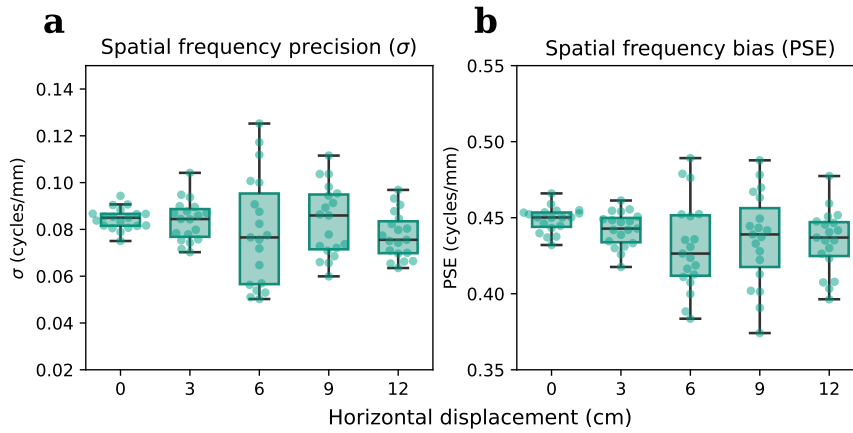 a
Spatial frequency precision (σ)
0.14
0.12
0.10
0.08
0.06
0.04
0.02
σ (cycles/mm)
0 3 6 9 12
b
Spatial frequency bias (PSE)
0.55
0.50
0.45
0.40
0.35
PSE (cycles/mm)
0 3 6 9 12
Horizontal displacement (cm)